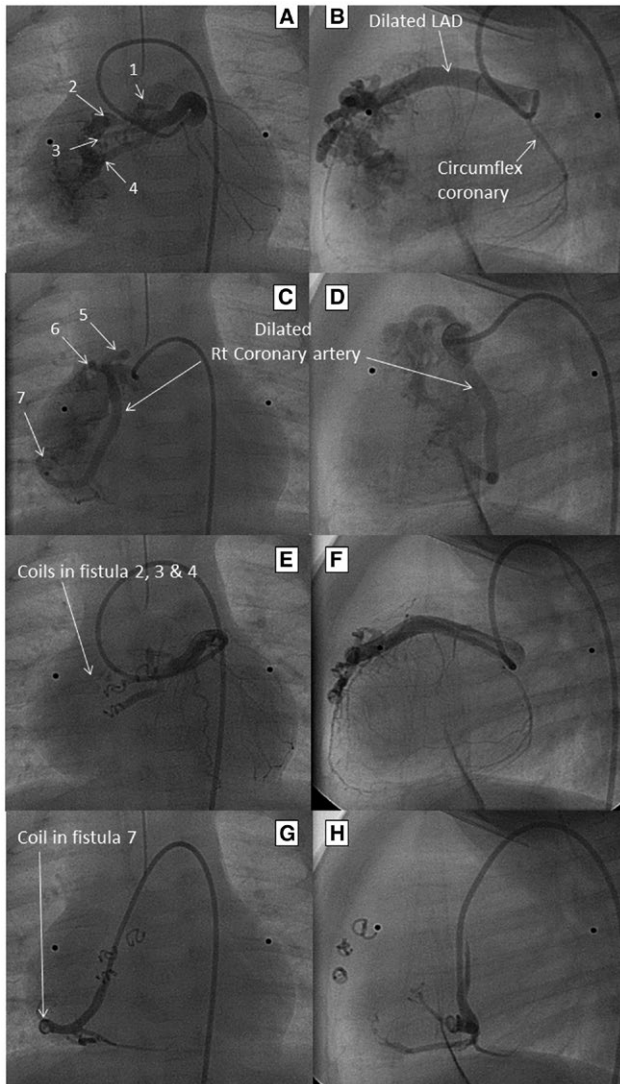 A
B
Dilated LAD
1
2
3
4
Circumflex
coronary
C
D
5
6
7
Dilated
Rt Coronary artery
E
F
Coils in fistula 2, 3 & 4
G
H
Coil in fistula 7